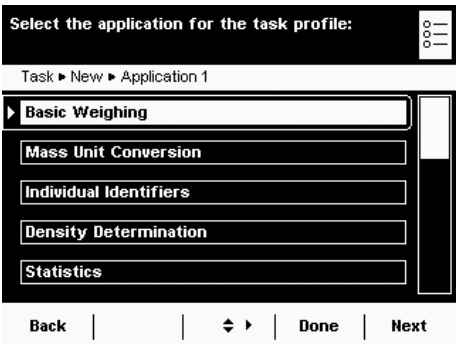 Select the application for the task profile:
Task ▸ New ▸ Application 1
Basic Weighing
Mass Unit Conversion
Individual Identifiers
Density Determination
Statistics
Back Done Next